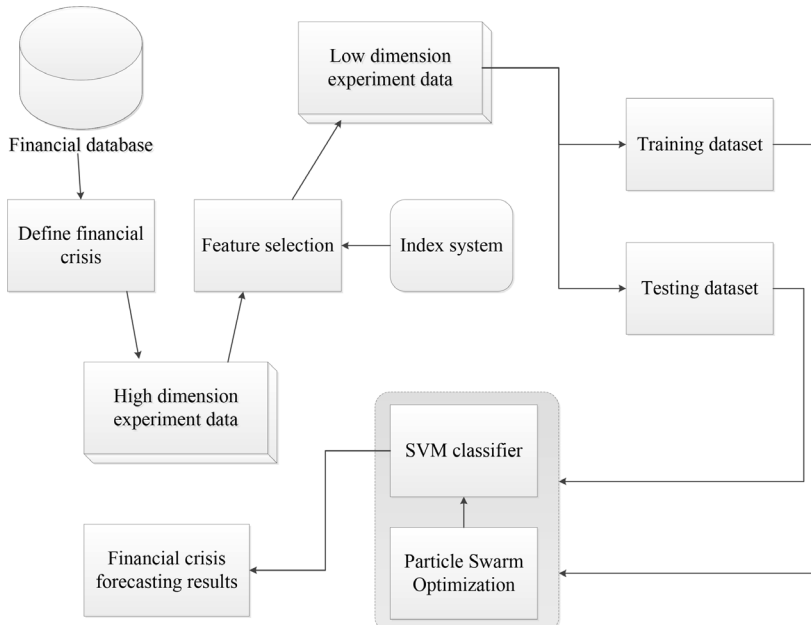 Low dimension
experiment data
Financial database
Training dataset
Define financial
crisis
Feature selection
Index system
Testing dataset
High dimension
experiment data
SVM classifier
Financial crisis
forecasting results
Particle Swarm
Optimization